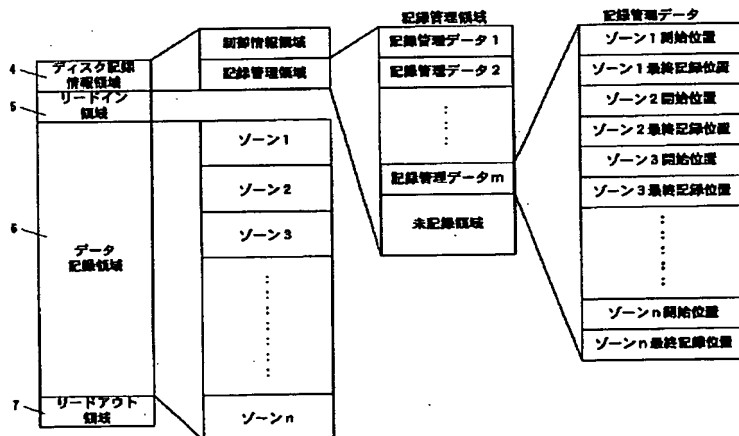 4
ディスク記録
情報領域
5
リードイン
領域
6
データ
記録領域
7
リードアウト
領域
制御情報領域
記録管理領域
ゾーン1
ゾーン2
ゾーン3
ゾーンn
記録管理領域
記録管理データ1
記録管理データ2
記録管理データm
未記録領域
記録管理データ
ゾーン1開始位置
ゾーン1最終記録位置
ゾーン2開始位置
ゾーン2最終記録位置
ゾーン3開始位置
ゾーン3最終記録位置
ゾーンn開始位置
ゾーンn最終記録位置